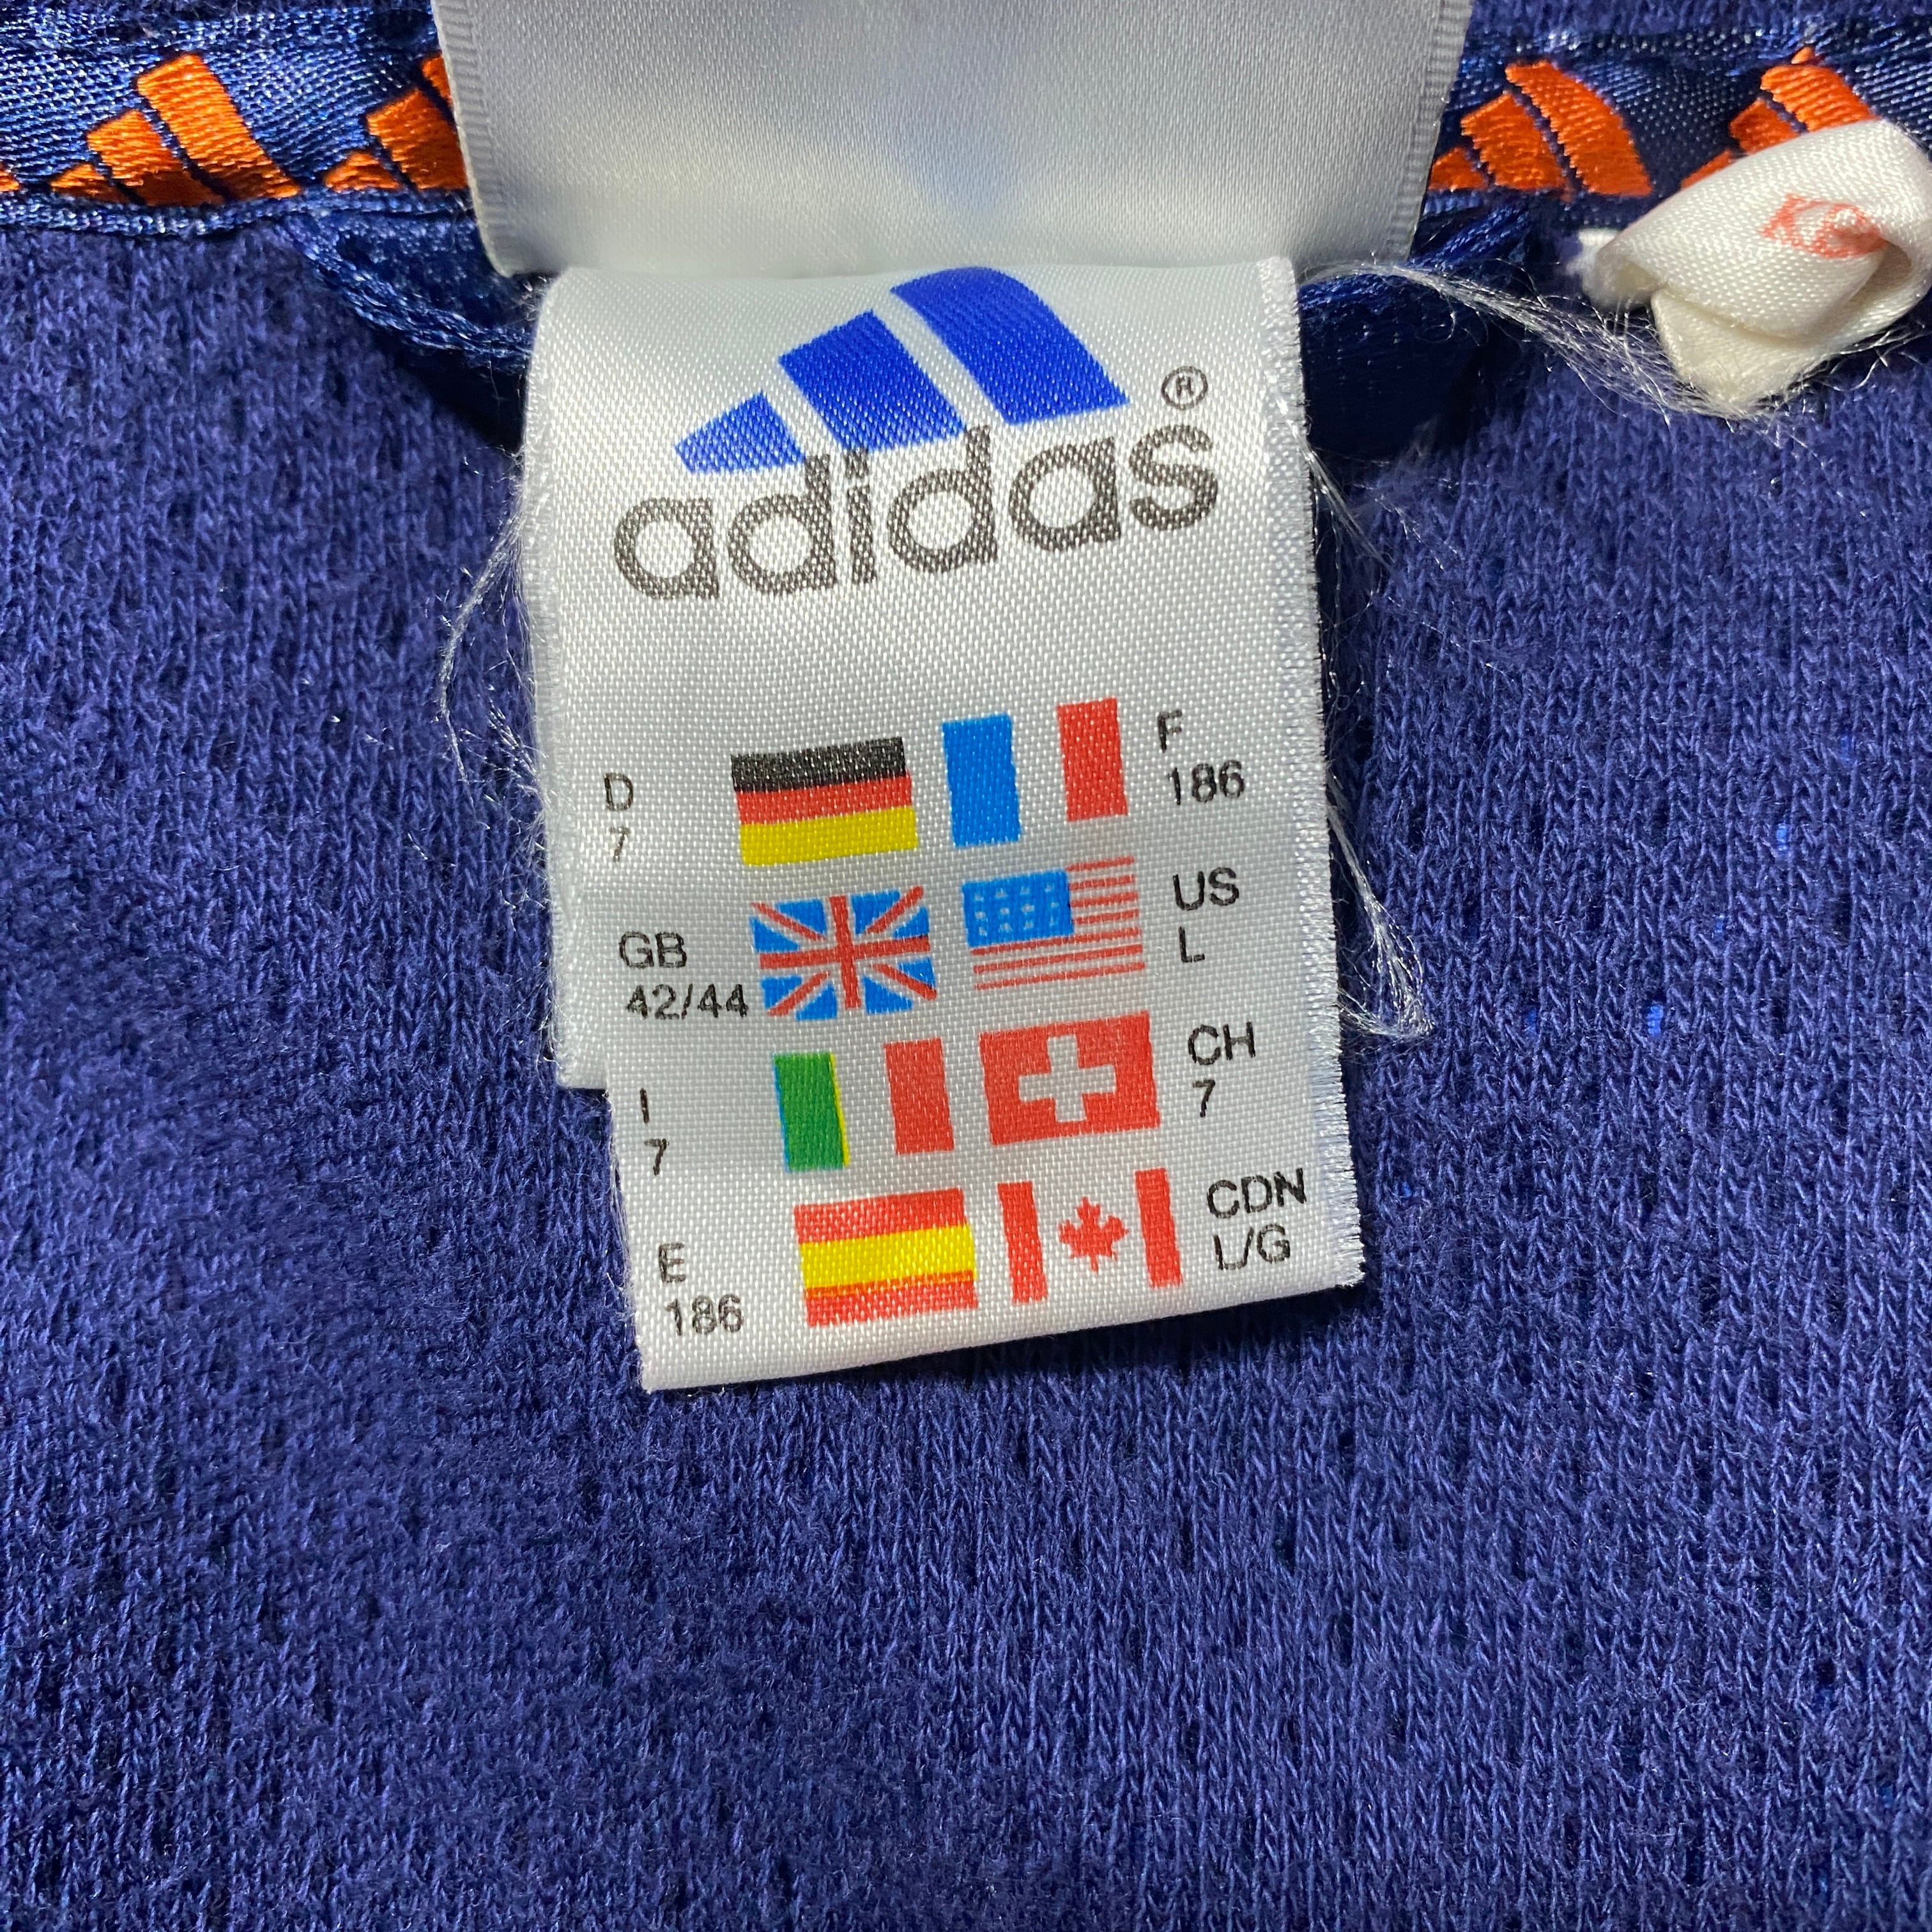 adidas®
D
7
F
186
GB
42/44
US
L
I
7
CH
7
E
186
CDN
L/G